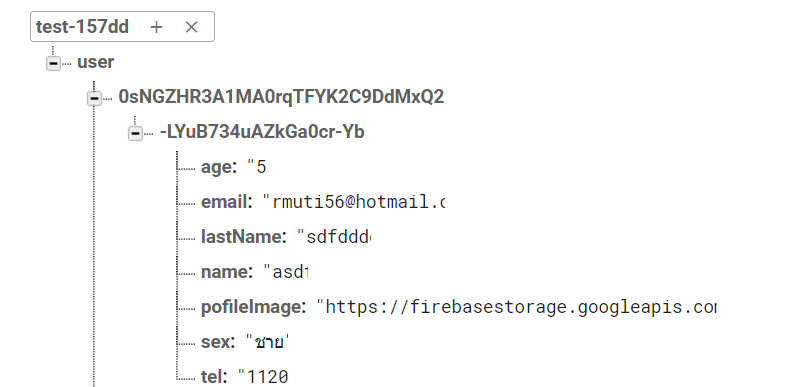 test-157dd + ×
user
0sNGZHR3A1MA0rqTFYK2C9DdMxQ2
-LYuB734uAZkGa0cr-Yb
age: "5
email: "rmuti56@hotmail.c
lastName: "sdfddd
name: "asdf
pofileImage: "https://firebasestorage.googleapis.com
sex: "ชาย"
tel: "1120